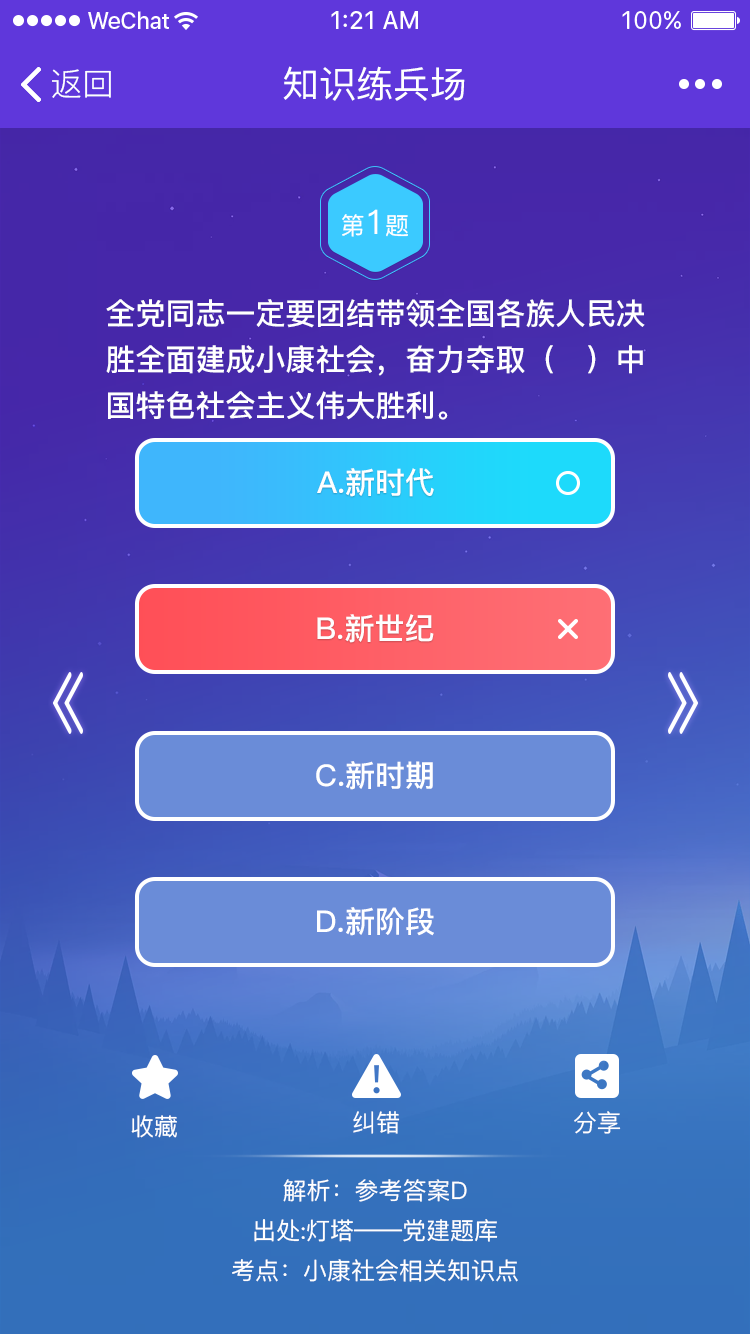 WeChat 1:21 AM 100%
返回 知识练兵场
第1题
全党同志一定要团结带领全国各族人民决
胜全面建成小康社会，奋力夺取（ ）中
国特色社会主义伟大胜利。
A.新时代
B.新世纪
C.新时期
D.新阶段
收藏 纠错 分享
解析：参考答案D
出处:灯塔——党建题库
考点：小康社会相关知识点